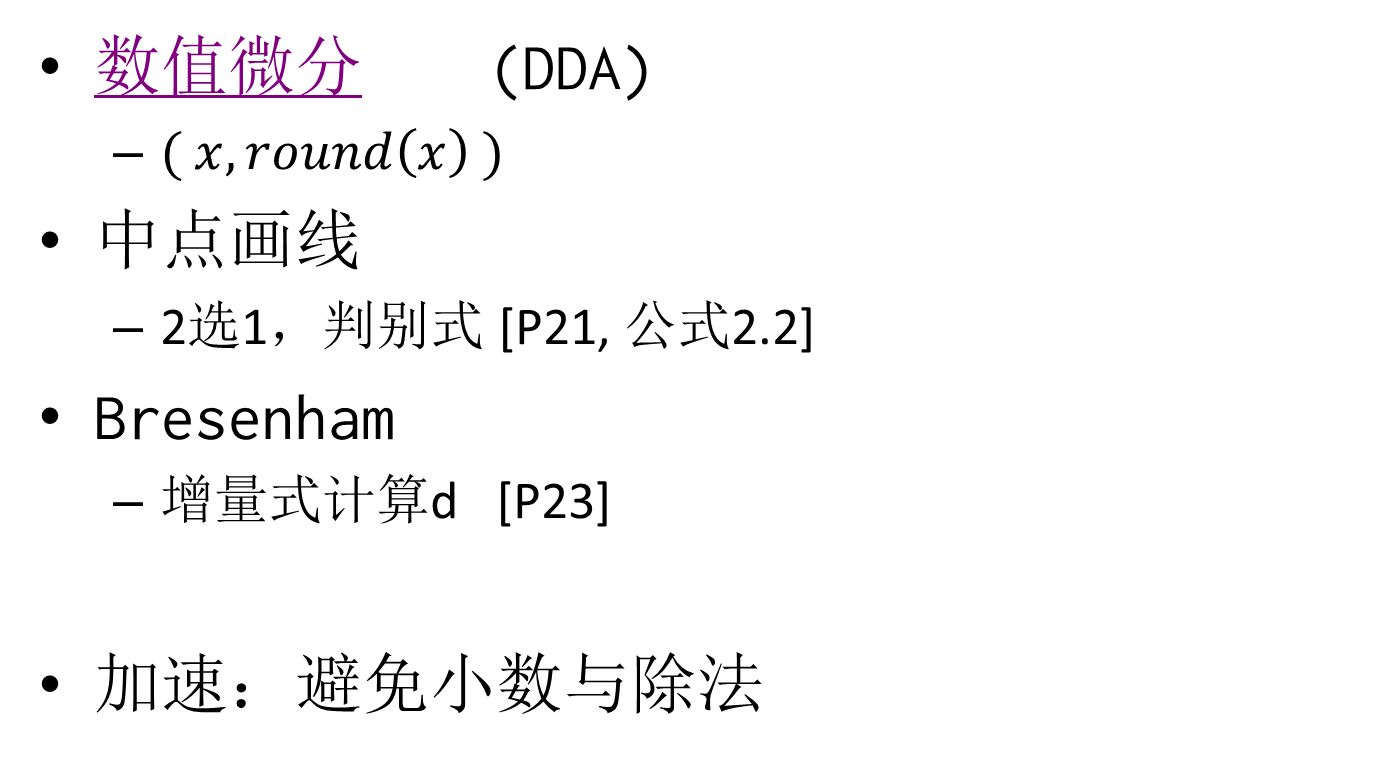 • 数值微分 (DDA)
– ( x, round(x) )
• 中点画线
– 2选1，判别式 [P21, 公式2.2]
• Bresenham
– 增量式计算d [P23]
• 加速：避免小数与除法